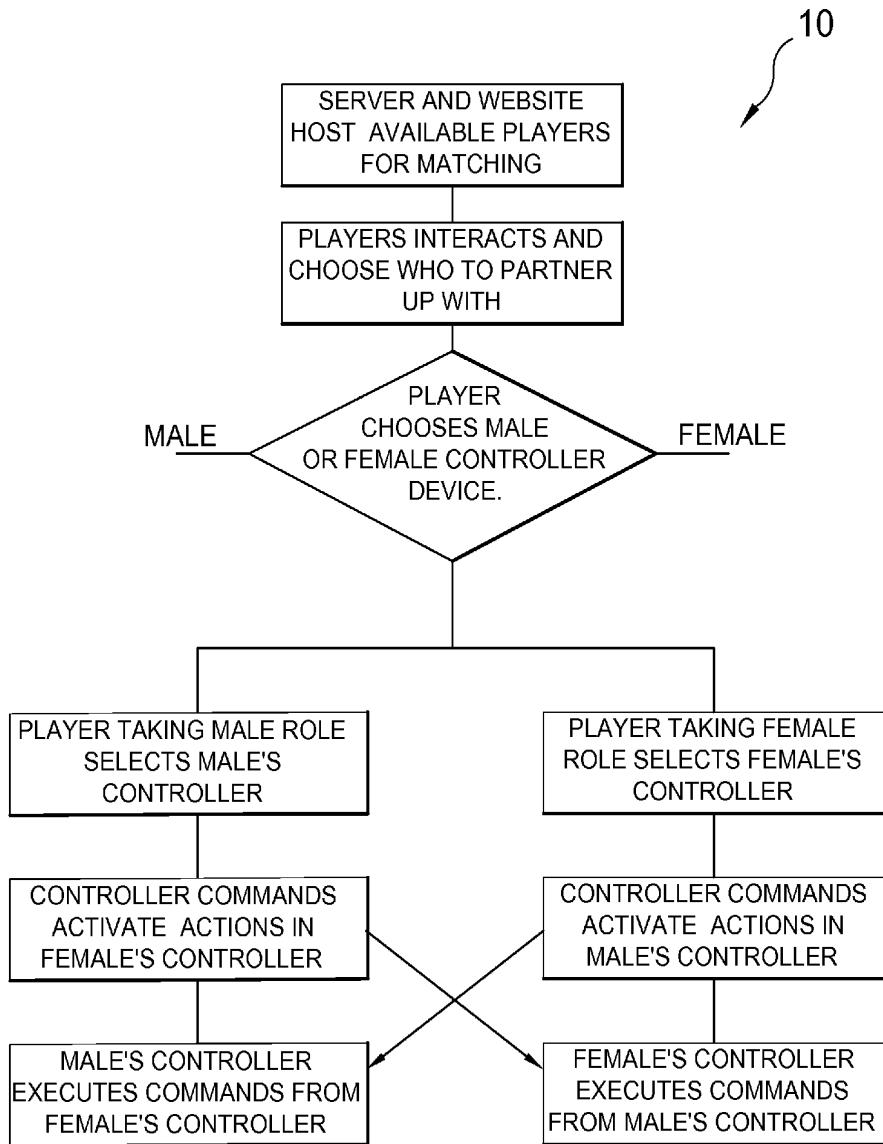 10
SERVER AND WEBSITE
HOST AVAILABLE PLAYERS
FOR MATCHING
PLAYERS INTERACTS AND
CHOOSE WHO TO PARTNER
UP WITH
PLAYER
CHOOSES MALE
OR FEMALE CONTROLLER
DEVICE.
MALE
FEMALE
PLAYER TAKING MALE ROLE
SELECTS MALE'S
CONTROLLER
PLAYER TAKING FEMALE
ROLE SELECTS FEMALE'S
CONTROLLER
CONTROLLER COMMANDS
ACTIVATE ACTIONS IN
FEMALE'S CONTROLLER
CONTROLLER COMMANDS
ACTIVATE ACTIONS IN
MALE'S CONTROLLER
MALE'S CONTROLLER
EXECUTES COMMANDS FROM
FEMALE'S CONTROLLER
FEMALE'S CONTROLLER
EXECUTES COMMANDS
FROM MALE'S CONTROLLER